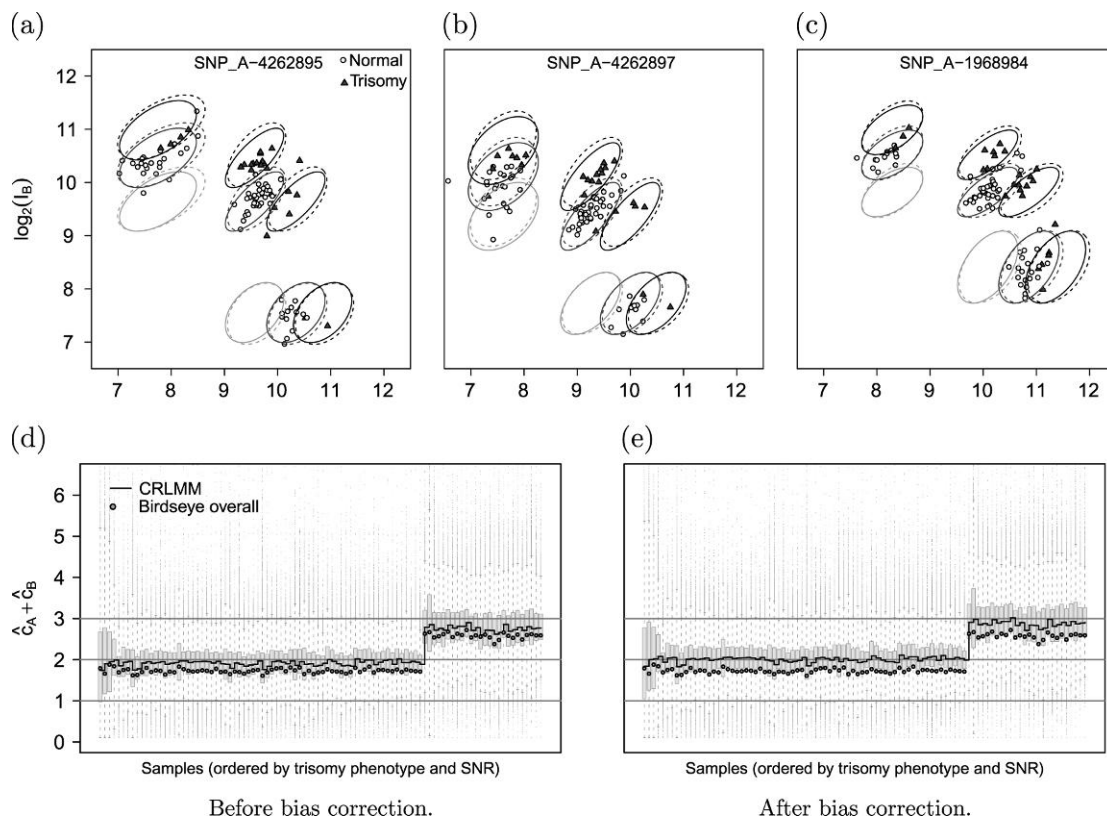 (a)
(b)
(c)
SNP_A−4262895
Normal
Trisomy
SNP_A−4262897
SNP_A−1968984
log2(IB)
12
11
10
9
8
7
7 8 9 10 11 12
7 8 9 10 11 12
7 8 9 10 11 12
(d)
(e)
CRLMM
Birdseye overall
ĉA + ĉB
6
5
4
3
2
1
0
Samples (ordered by trisomy phenotype and SNR)
Samples (ordered by trisomy phenotype and SNR)
Before bias correction.
After bias correction.